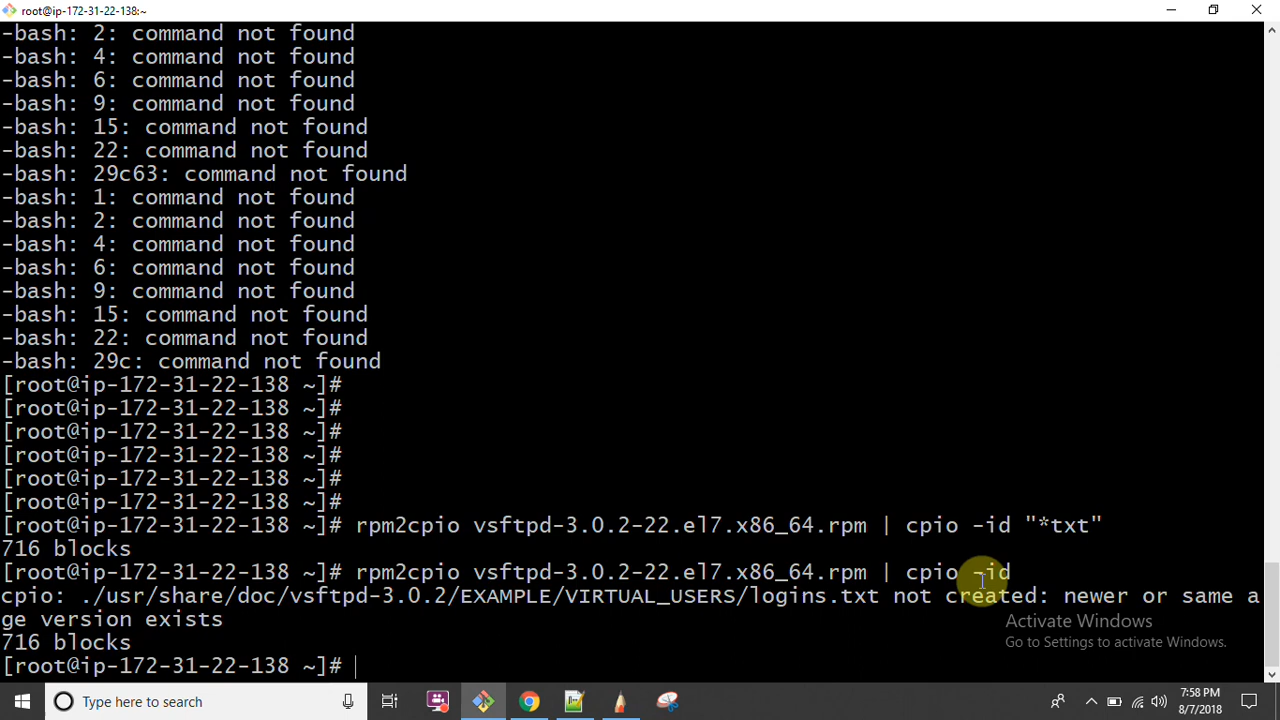 root@ip-172-31-22-138:~
-bash: 2: command not found
-bash: 4: command not found
-bash: 6: command not found
-bash: 9: command not found
-bash: 15: command not found
-bash: 22: command not found
-bash: 29c63: command not found
-bash: 1: command not found
-bash: 2: command not found
-bash: 4: command not found
-bash: 6: command not found
-bash: 9: command not found
-bash: 15: command not found
-bash: 22: command not found
-bash: 29c: command not found
[root@ip-172-31-22-138 ~]#
[root@ip-172-31-22-138 ~]#
[root@ip-172-31-22-138 ~]#
[root@ip-172-31-22-138 ~]#
[root@ip-172-31-22-138 ~]#
[root@ip-172-31-22-138 ~]#
[root@ip-172-31-22-138 ~]# rpm2cpio vsftpd-3.0.2-22.el7.x86_64.rpm | cpio -id "*txt"
716 blocks
[root@ip-172-31-22-138 ~]# rpm2cpio vsftpd-3.0.2-22.el7.x86_64.rpm | cpio -id
cpio: ./usr/share/doc/vsftpd-3.0.2/EXAMPLE/VIRTUAL_USERS/logins.txt not created: newer or same a
ge version exists
716 blocks
[root@ip-172-31-22-138 ~]#
Activate Windows
Go to Settings to activate Windows.
Type here to search
7:58 PM
8/7/2018